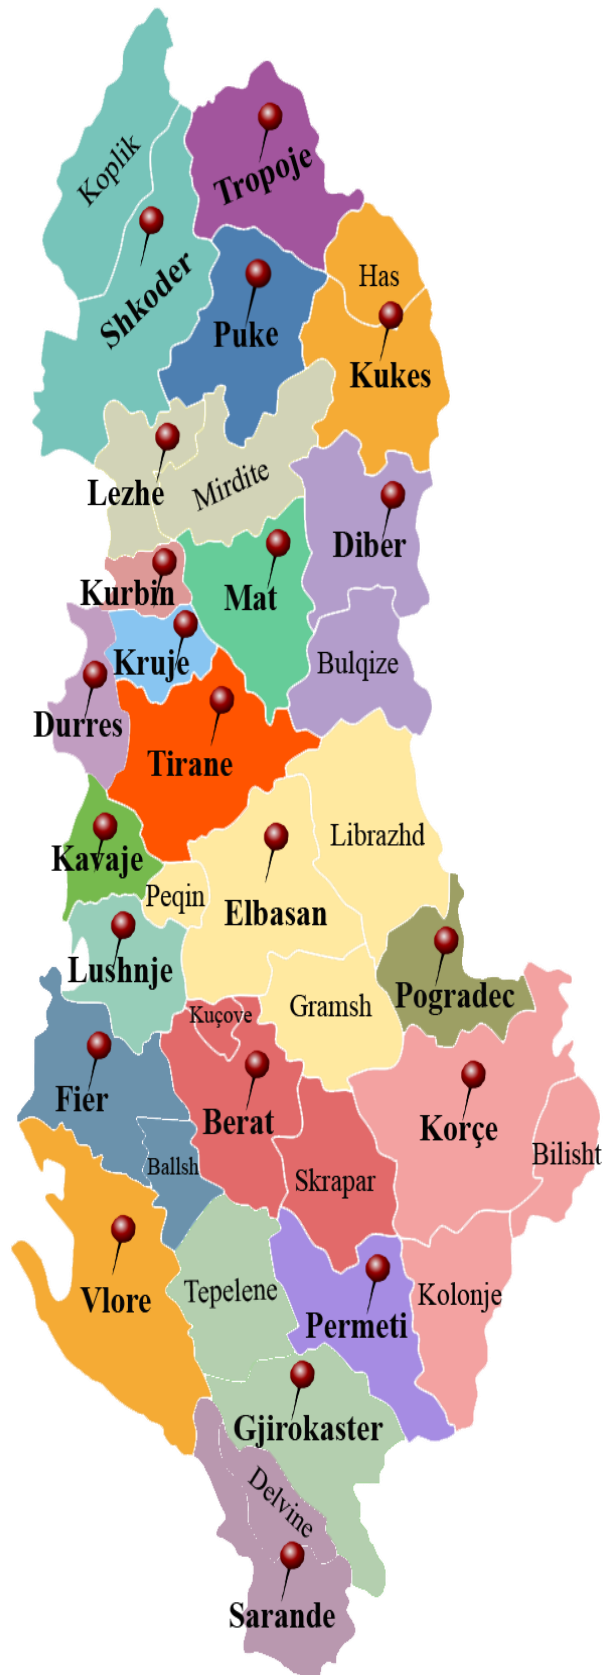 Koplik
Tropoje
Shkoder
Has
Puke
Kukes
Lezhe
Mirdite
Diber
Kurbin
Mat
Kruje
Bulqize
Durres
Tirane
Librazhd
Kavaje
Peqin
Elbasan
Lushnje
Pogradec
Gramsh
Kuçove
Fier
Berat
Korçe
Bilisht
Ballsh
Skrapar
Tepelene
Kolonje
Vlore
Permeti
Gjirokaster
Delvine
Sarande